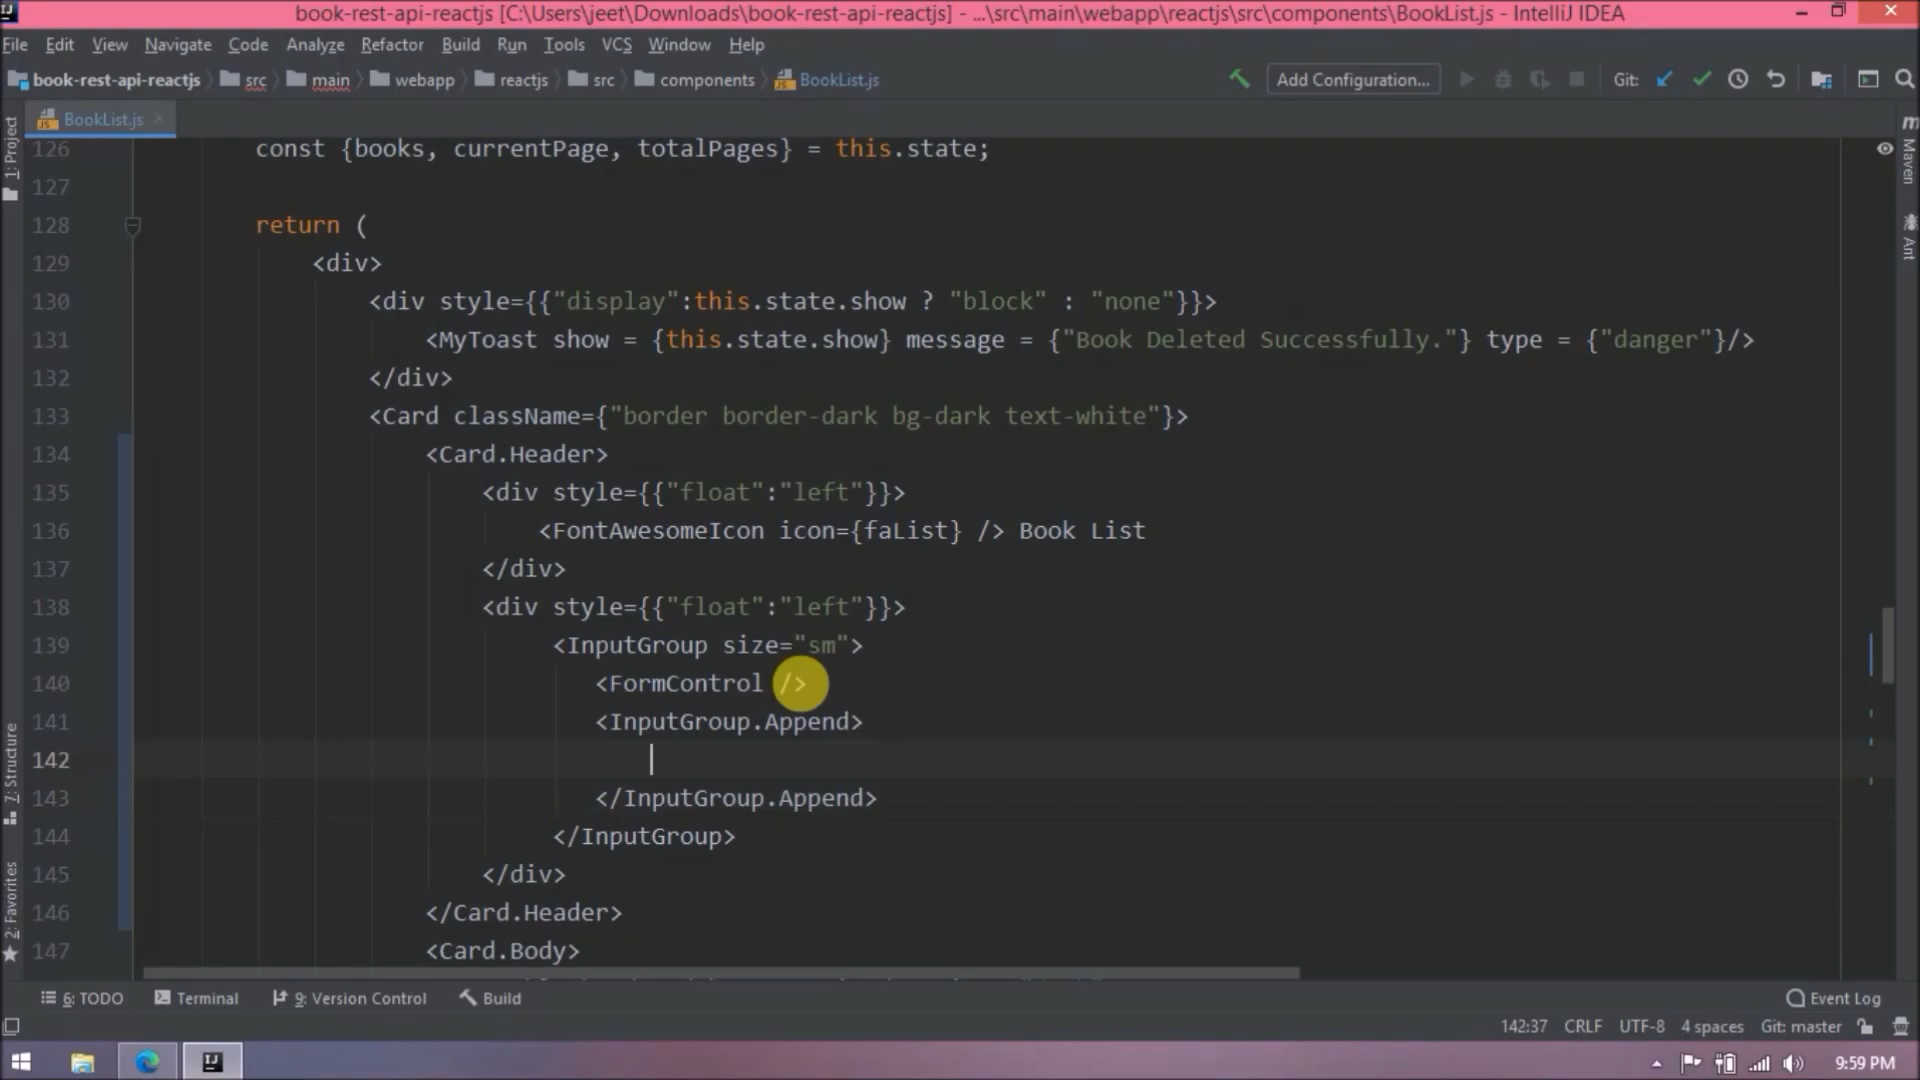 book-rest-api-reactjs [C:\Users\jeet\Downloads\book-rest-api-reactjs] - ...\src\main\webapp\reactjs\src\components\BookList.js - IntelliJ IDEA
File Edit View Navigate Code Analyze Refactor Build Run Tools VCS Window Help
book-rest-api-reactjs src main webapp reactjs src components BookList.js Add Configuration... Git:
BookList.js
1: Project
Maven
Ant
7: Structure
2: Favorites
126 const {books, currentPage, totalPages} = this.state;
127
128 return (
129 <div>
130 <div style={{"display":this.state.show ? "block" : "none"}}>
131 <MyToast show = {this.state.show} message = {"Book Deleted Successfully."} type = {"danger"}/>
132 </div>
133 <Card className={"border border-dark bg-dark text-white"}>
134 <Card.Header>
135 <div style={{"float":"left"}}>
136 <FontAwesomeIcon icon={faList} /> Book List
137 </div>
138 <div style={{"float":"left"}}>
139 <InputGroup size="sm">
140 <FormControl />
141 <InputGroup.Append>
142
143 </InputGroup.Append>
144 </InputGroup>
145 </div>
146 </Card.Header>
147 <Card.Body>
6: TODO Terminal 9: Version Control Build Event Log
142:37 CRLF UTF-8 4 spaces Git: master
9:59 PM